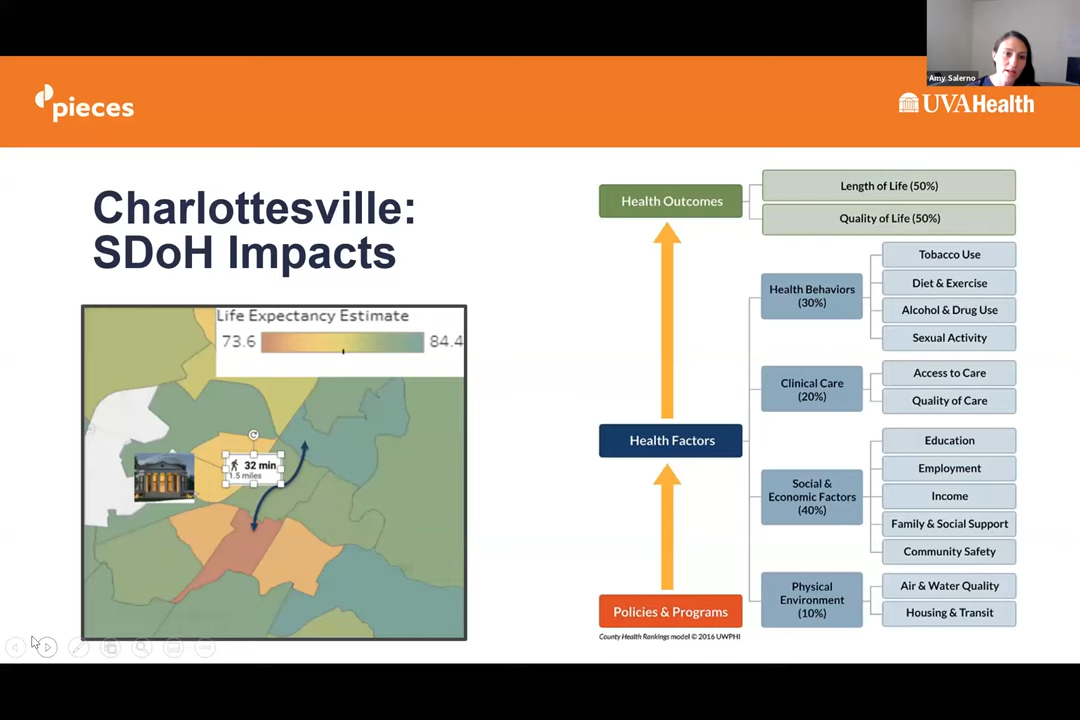 Amy Salerno
pieces
UVAHealth
Charlottesville:
SDoH Impacts
Life Expectancy Estimate
73.6
84.4
32 min
1.5 miles
Health Outcomes
Length of Life (50%)
Quality of Life (50%)
Health Factors
Health Behaviors
(30%)
Tobacco Use
Diet & Exercise
Alcohol & Drug Use
Sexual Activity
Clinical Care
(20%)
Access to Care
Quality of Care
Social &
Economic Factors
(40%)
Education
Employment
Income
Family & Social Support
Community Safety
Physical
Environment
(10%)
Air & Water Quality
Housing & Transit
Policies & Programs
County Health Rankings model © 2016 UWPHI